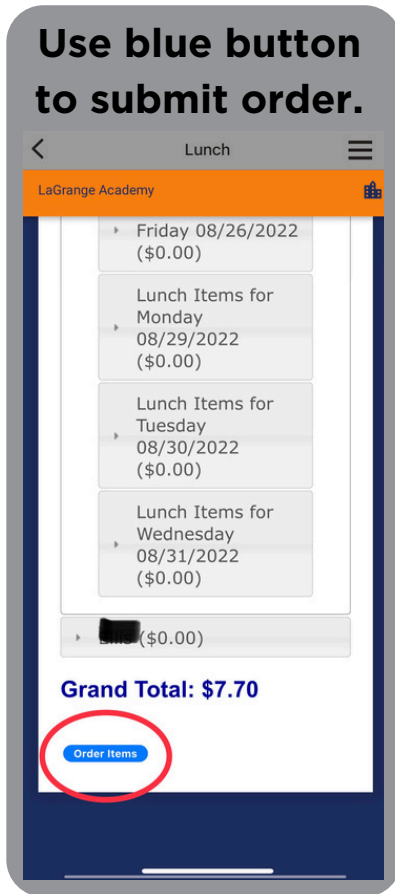 Use blue button
to submit order.
Lunch
LaGrange Academy
Friday 08/26/2022
($0.00)
Lunch Items for
Monday
08/29/2022
($0.00)
Lunch Items for
Tuesday
08/30/2022
($0.00)
Lunch Items for
Wednesday
08/31/2022
($0.00)
($0.00)
Grand Total: $7.70
Order Items